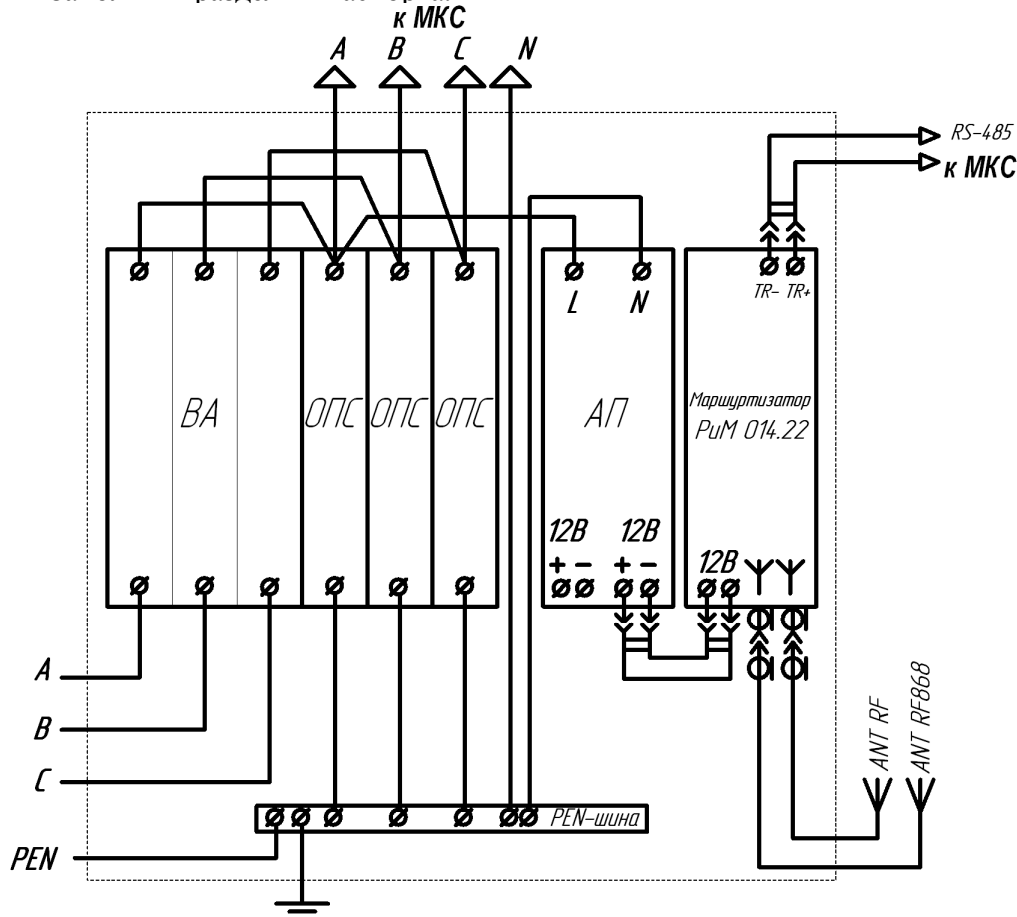 к МКС
A B C N
RS-485
к МКС
TR- TR+
L N
ВА ОПС ОПС ОПС АП
Маршуртизатор
РиМ 014.22
12В 12В
+ - + -
12В
A
B
C
PEN
PEN-шина
ANT RF
ANT RF868